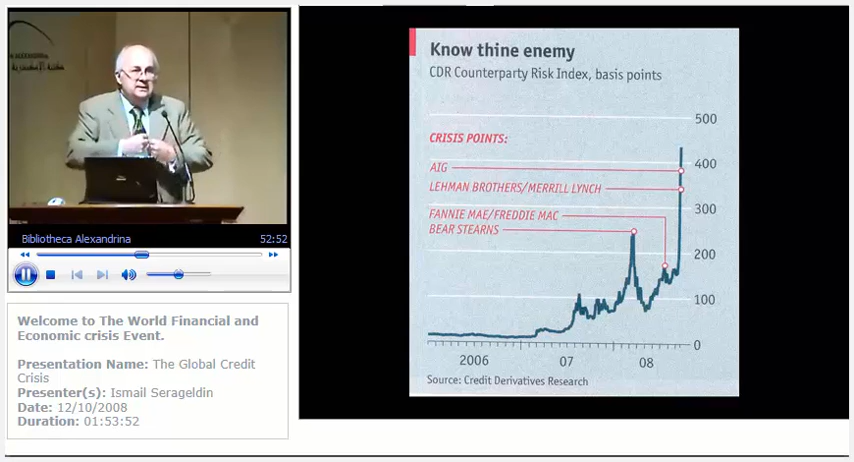 Bibliotheca Alexandrina 52:52
Welcome to The World Financial and
Economic crisis Event.
Presentation Name: The Global Credit
Crisis
Presenter(s): Ismail Serageldin
Date: 12/10/2008
Duration: 01:53:52
Know thine enemy
CDR Counterparty Risk Index, basis points
500
CRISIS POINTS:
AIG
400
LEHMAN BROTHERS/MERRILL LYNCH
300
FANNIE MAE/FREDDIE MAC
BEAR STEARNS
200
100
0
2006 07 08
Source: Credit Derivatives Research